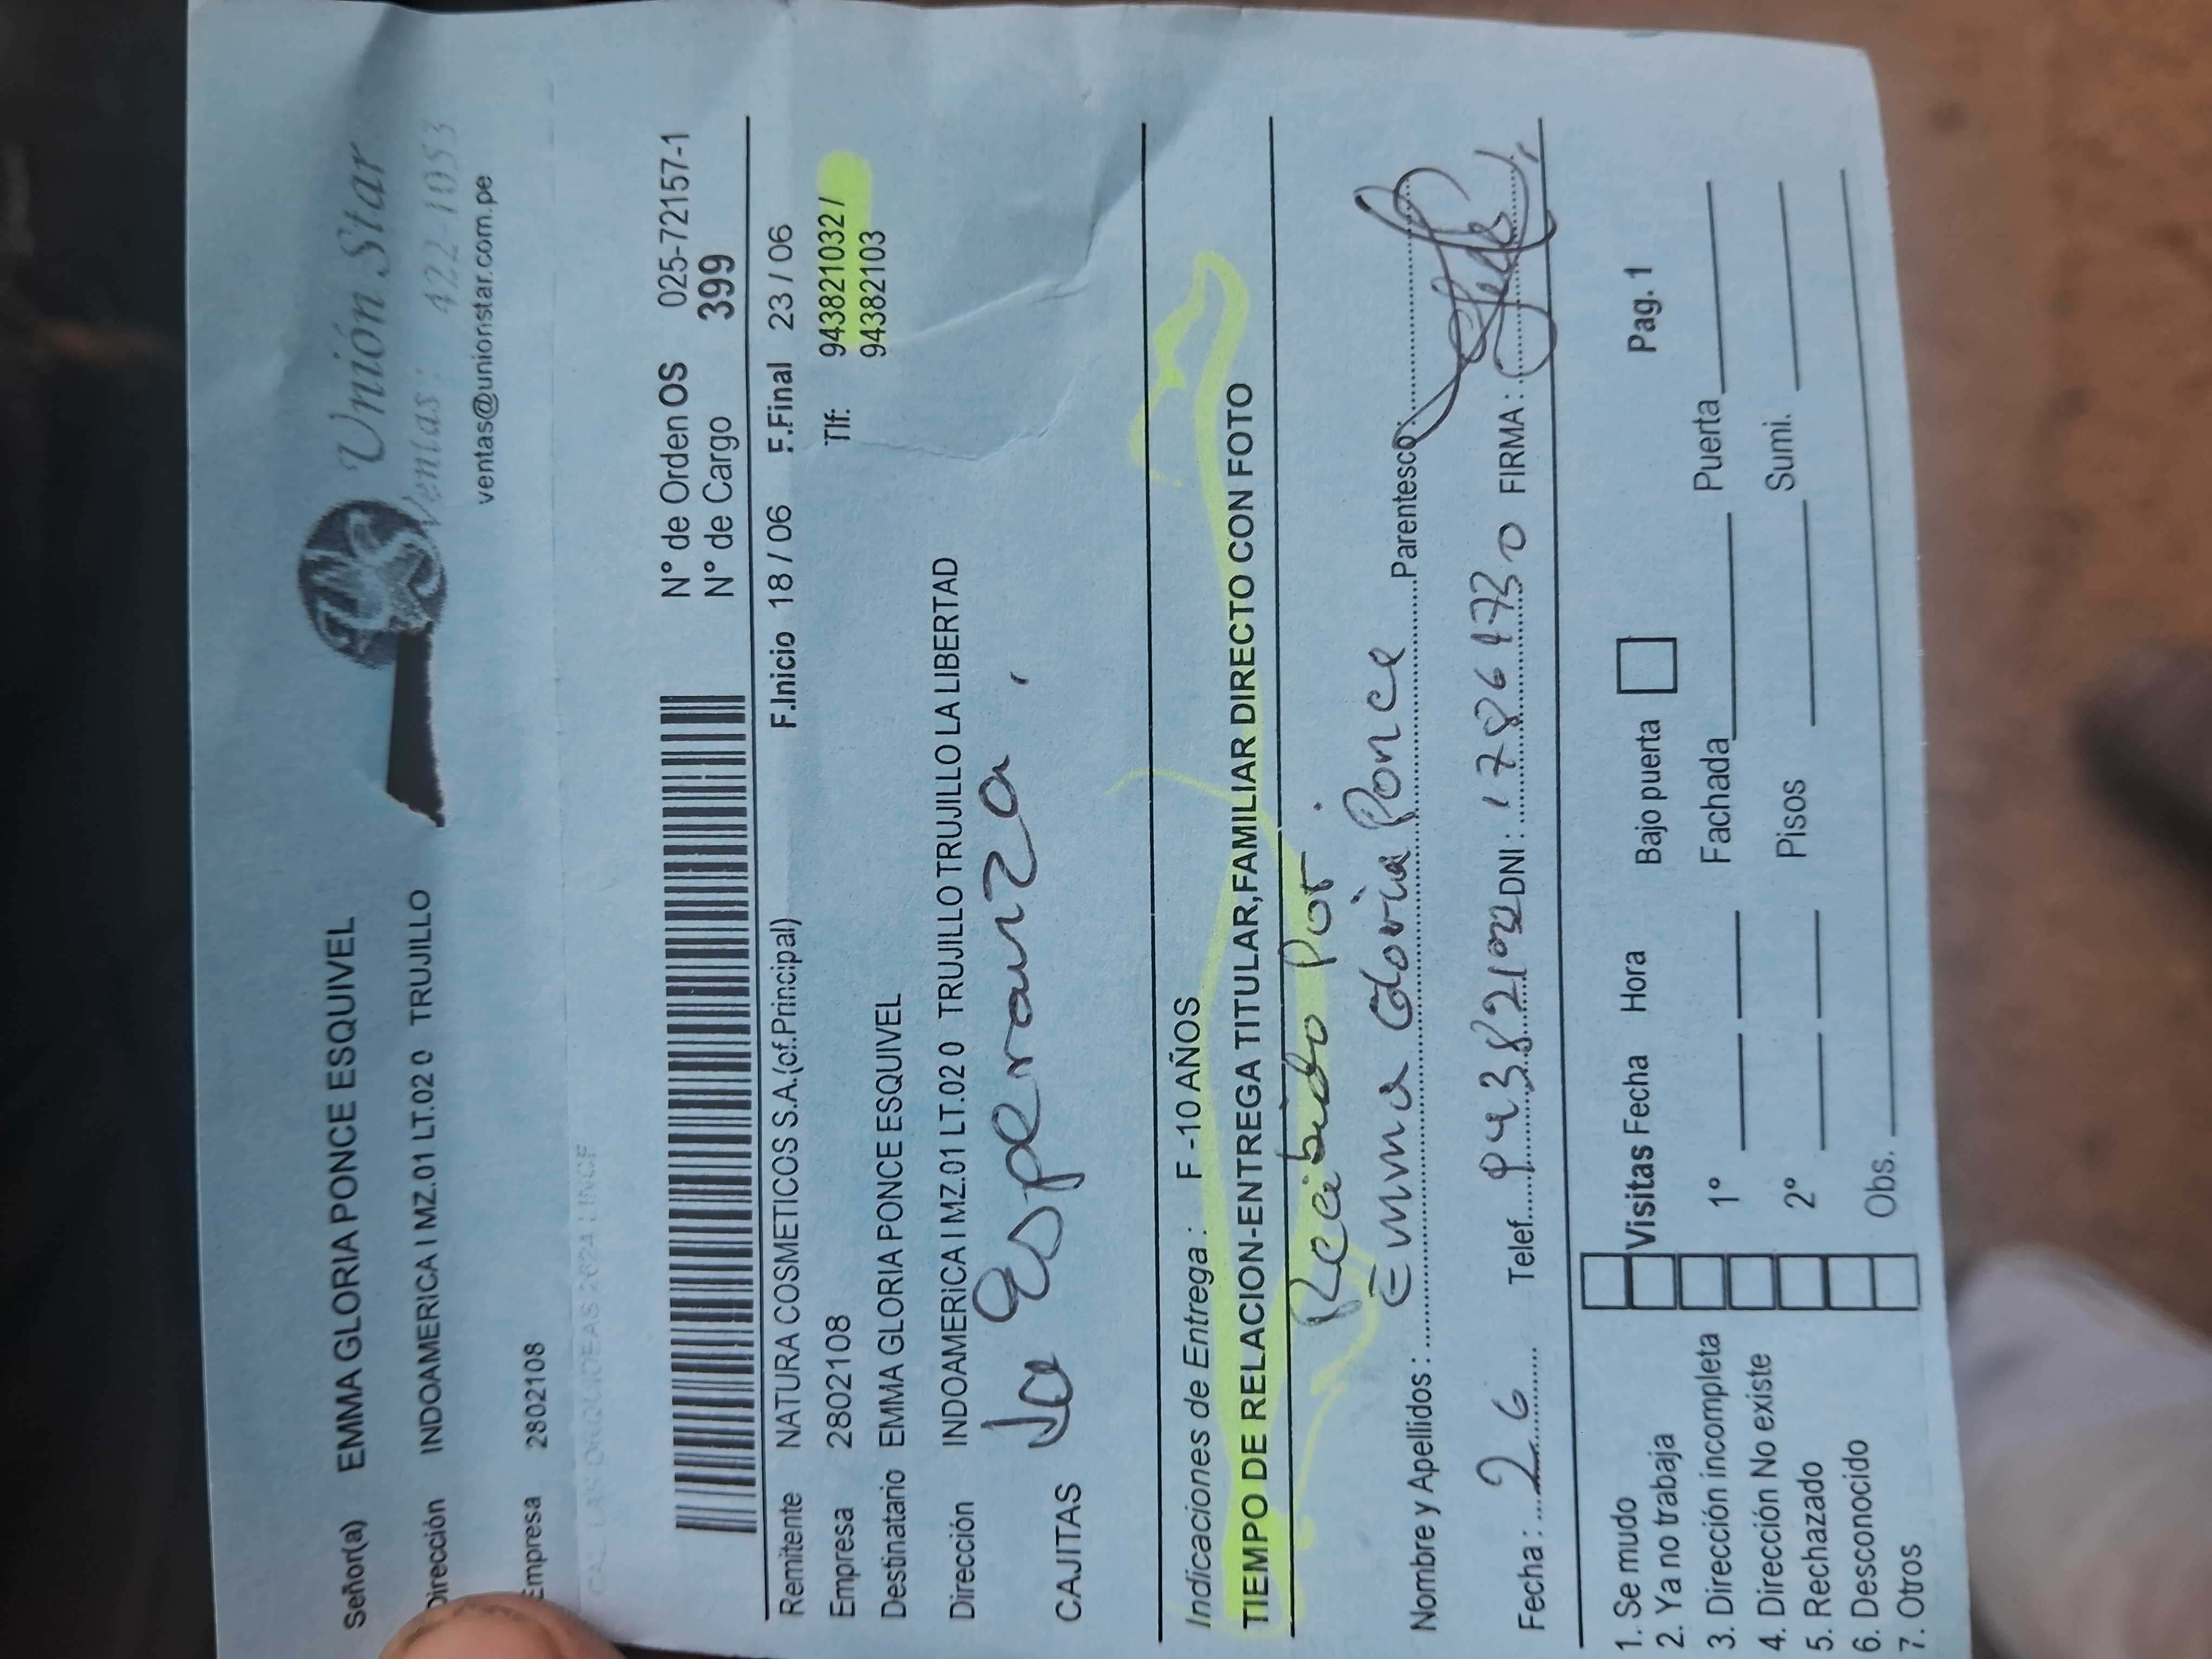 Unión Star
Ventas: 422-1053
ventas@unionstar.com.pe
Señor(a) EMMA GLORIA PONCE ESQUIVEL
Dirección INDOAMERICA I MZ.01 LT.02 0 TRUJILLO
Empresa 2802108
N° de Orden OS 025-72157-1
N° de Cargo 399
Remitente NATURA COSMETICOS S.A.(cf.Principal) F.Inicio 18 / 06 F.Final 23 / 06
Empresa 2802108 Tlf: 943821032 /
Destinatario EMMA GLORIA PONCE ESQUIVEL 94382103
Dirección INDOAMERICA I MZ.01 LT.02 0 TRUJILLO TRUJILLO LA LIBERTAD
La Esperanza
CAJITAS
Indicaciones de Entrega : F -10 AÑOS
TIEMPO DE RELACION-ENTREGA TITULAR,FAMILIAR DIRECTO CON FOTO
Recibido Por
Nombre y Apellidos : Emma Gloria Ponce Parentesco:
Fecha : 26 Telef. 943821032 DNI : FIRMA :
1. Se mudo
2. Ya no trabaja Visitas Fecha Hora Bajo puerta Pag. 1
3. Dirección incompleta 1° Fachada Puerta
4. Dirección No existe
5. Rechazado 2° Pisos Sumi.
6. Desconocido
7. Otros Obs.